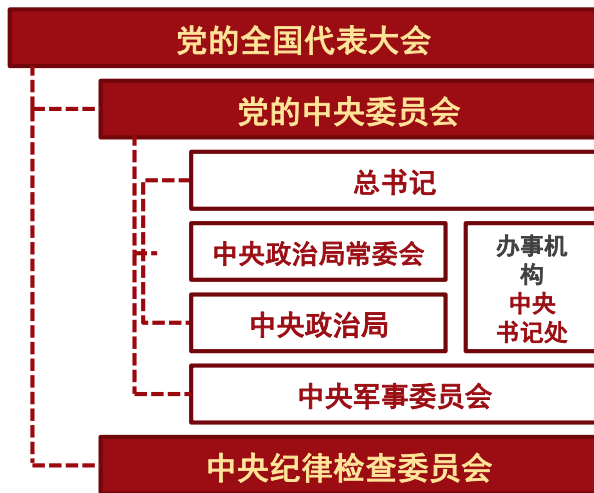 党的全国代表大会
党的中央委员会
总书记
中央政治局常委会
办事机
构
中央
书记处
中央政治局
中央军事委员会
中央纪律检查委员会